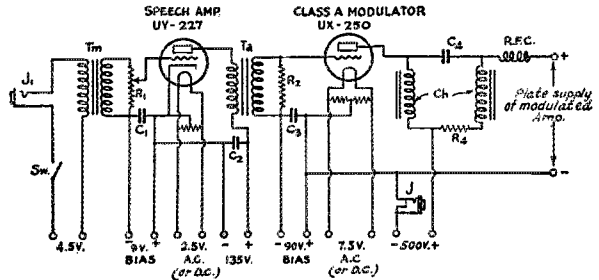 SPEECH AMP.
UY-227
CLASS A MODULATOR
UX-250
J₁
Tm
R₁
Ta
R₂
C₄
R.F.C.
+
Ch
Plate supply
of modulated
Amp.
C₁
C₂
C₃
R₄
Sw.
J
-
4.5V.
- 9V. +
BIAS
2.5V.
A.C.
(or D.C.)
- +
135V.
- 90V. +
BIAS
7.5V.
A.C
(or D.C.)
- 500V. +